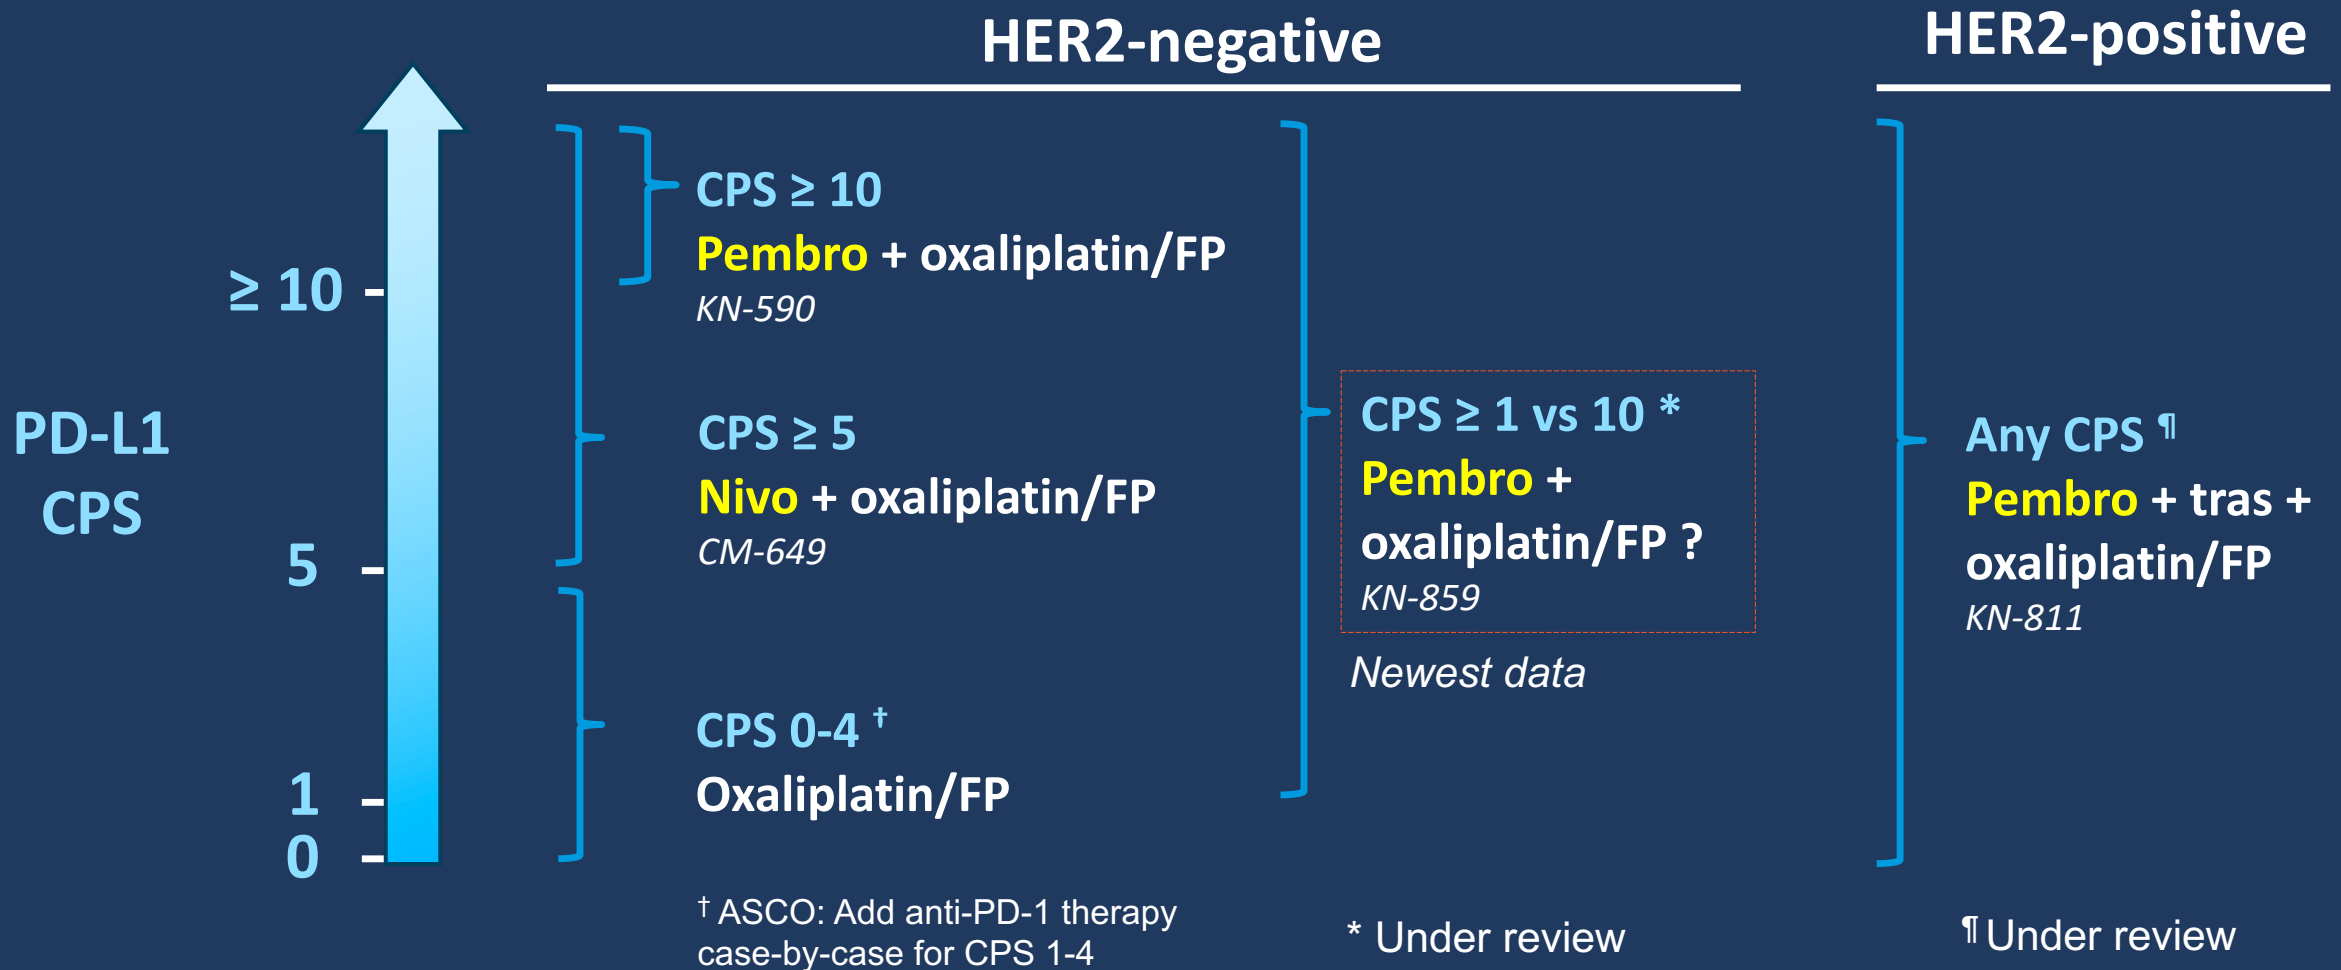 HER2-negative
HER2-positive
PD-L1
CPS
≥ 10
5
1
0
CPS ≥ 10
Pembro + oxaliplatin/FP
KN-590
CPS ≥ 5
Nivo + oxaliplatin/FP
CM-649
CPS 0-4 †
Oxaliplatin/FP
† ASCO: Add anti-PD-1 therapy
case-by-case for CPS 1-4
CPS ≥ 1 vs 10 *
Pembro +
oxaliplatin/FP ?
KN-859
Newest data
* Under review
Any CPS ¶
Pembro + tras +
oxaliplatin/FP
KN-811
¶ Under review